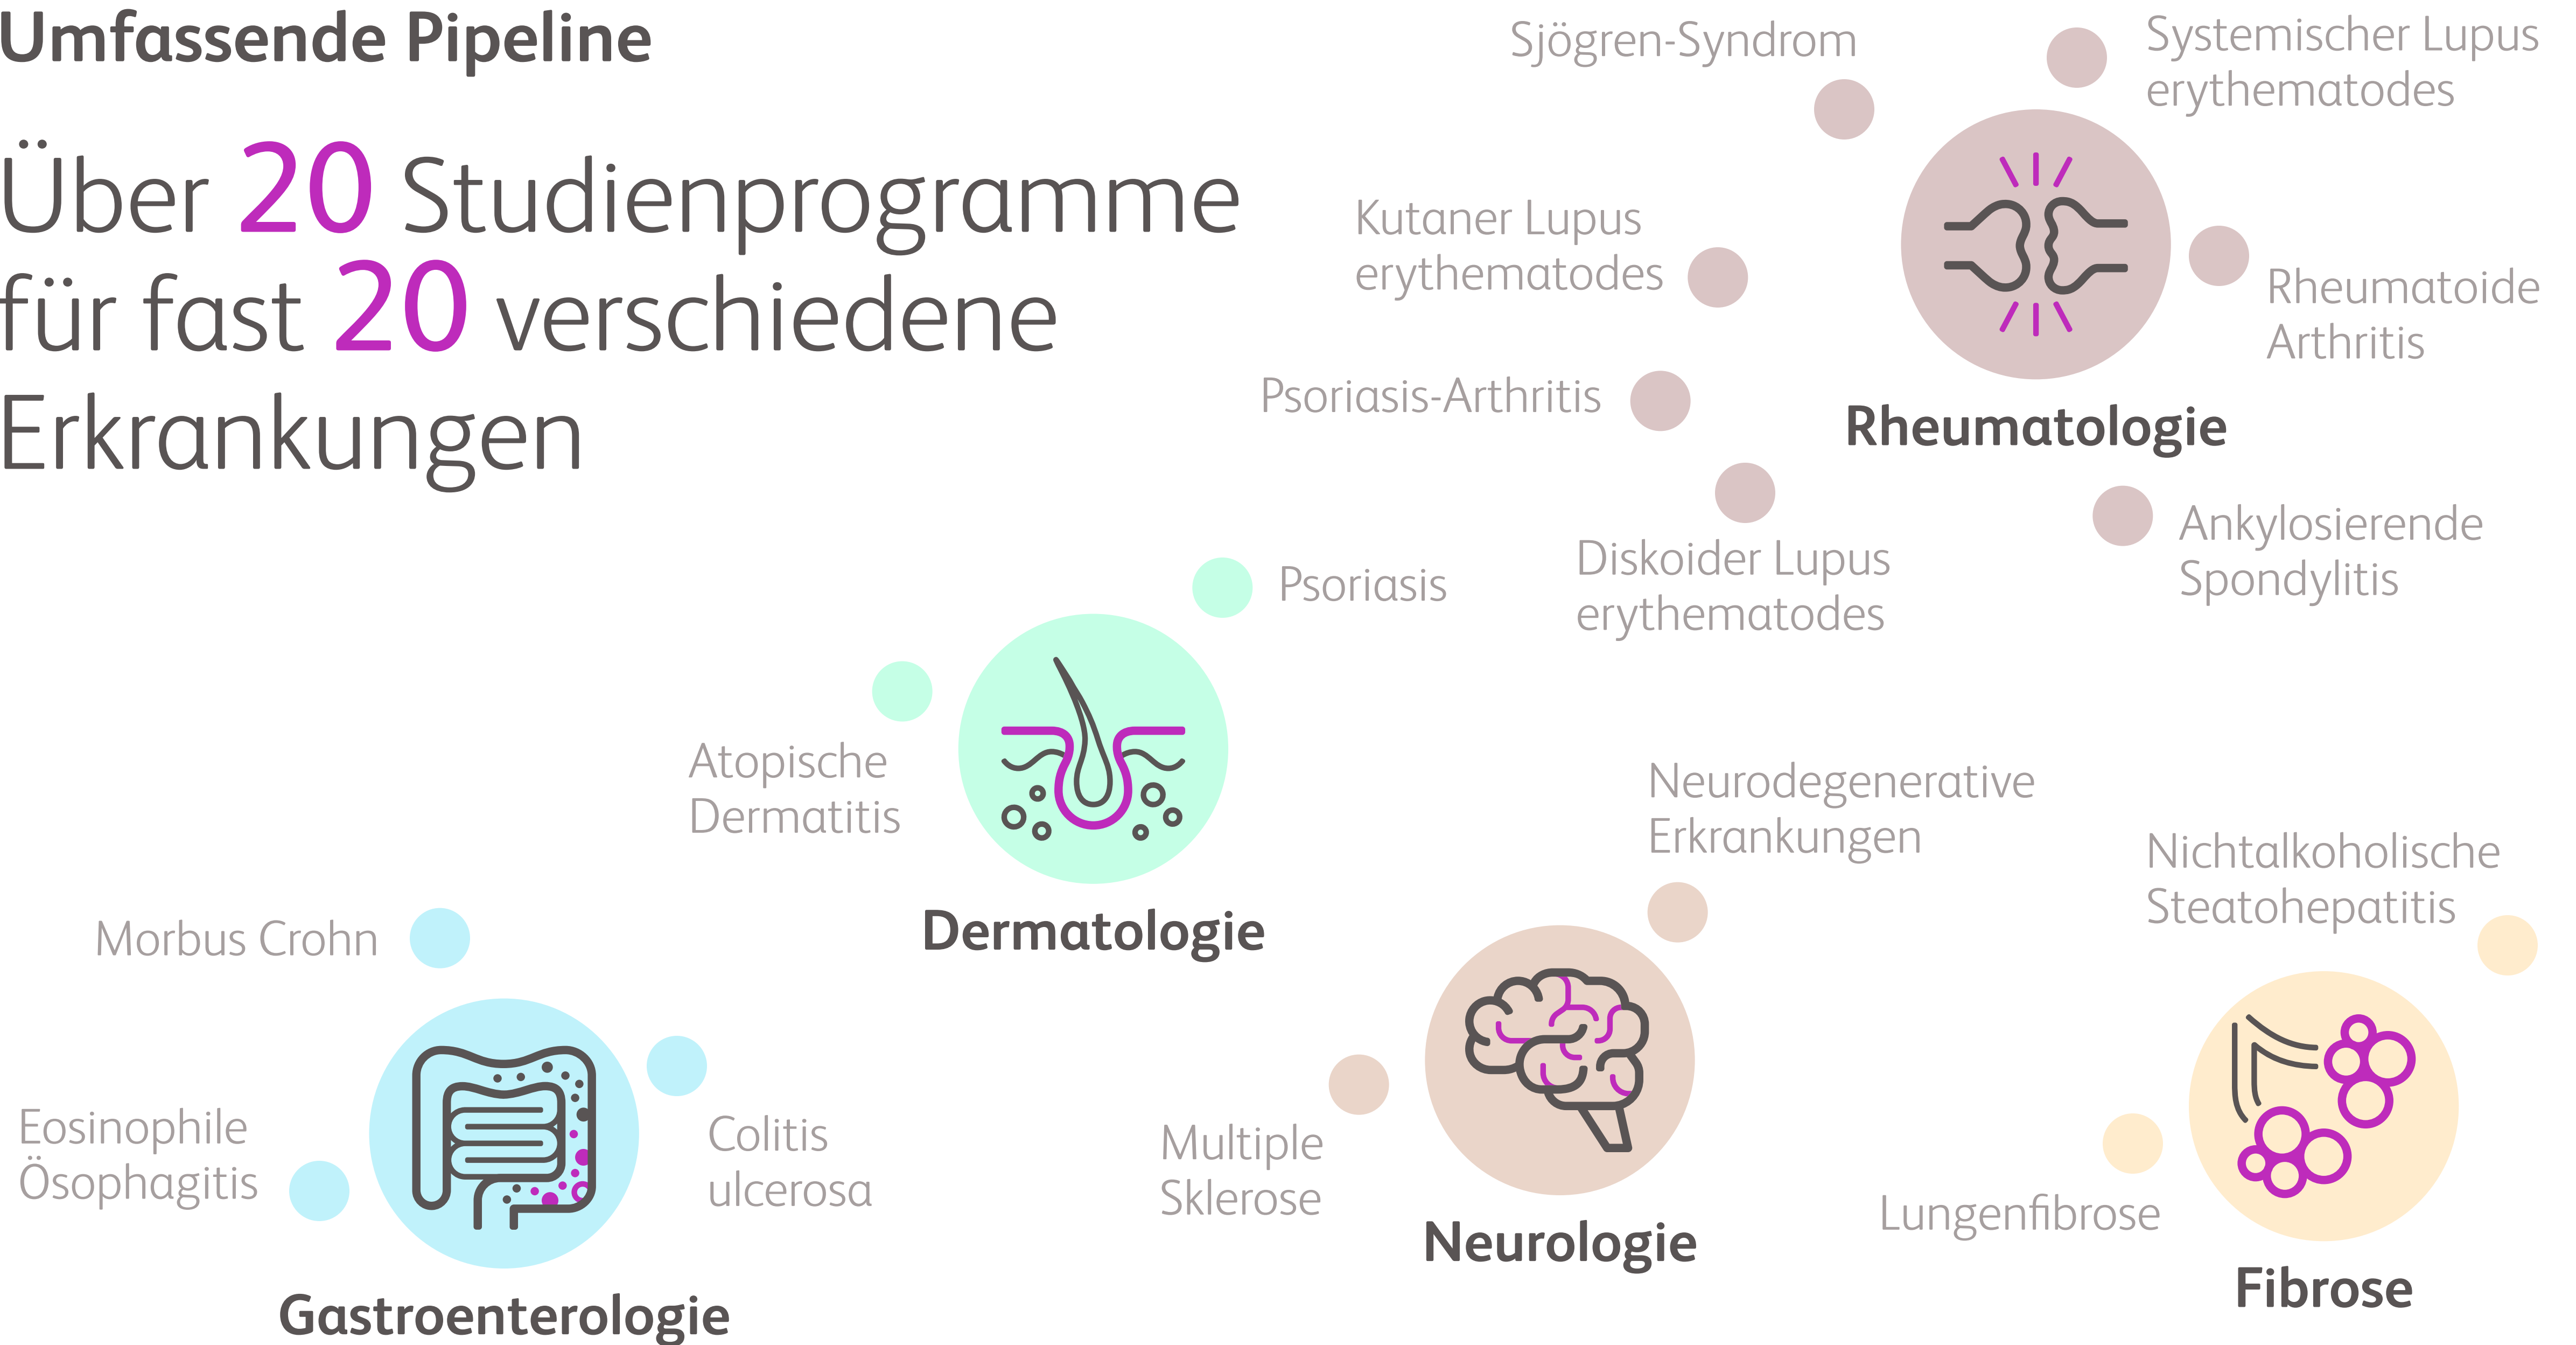 Umfassende Pipeline
Über 20 Studienprogramme
für fast 20 verschiedene
Erkrankungen
Sjögren-Syndrom
Systemischer Lupus
erythematodes
Kutaner Lupus
erythematodes
Rheumatoide
Arthritis
Psoriasis-Arthritis
Rheumatologie
Diskoider Lupus
erythematodes
Ankylosierende
Spondylitis
Psoriasis
Atopische
Dermatitis
Dermatologie
Neurodegenerative
Erkrankungen
Multiple
Sklerose
Neurologie
Nichtalkoholische
Steatohepatitis
Lungenfibrose
Fibrose
Morbus Crohn
Eosinophile
Ösophagitis
Colitis
ulcerosa
Gastroenterologie